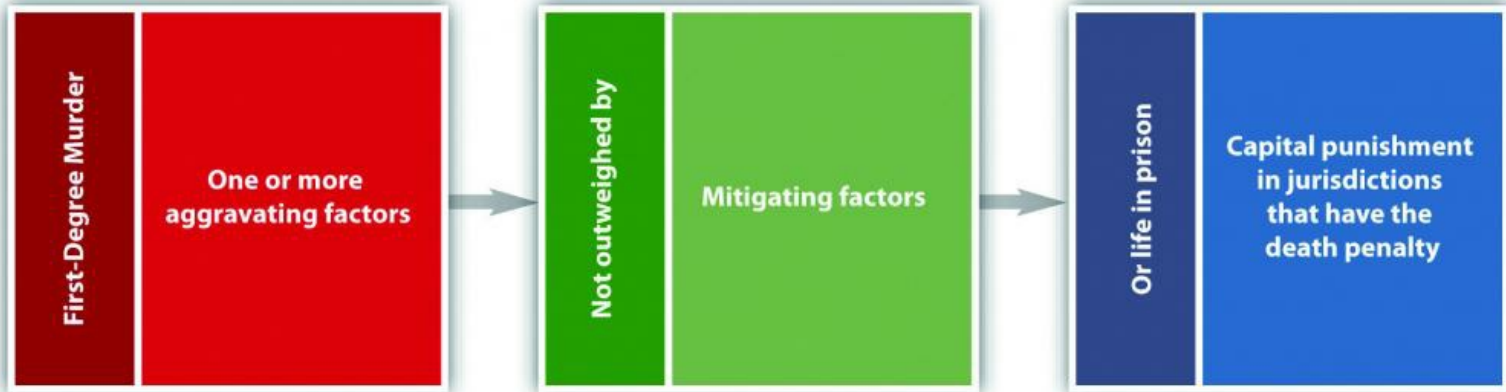 First-Degree Murder
One or more
aggravating factors
Not outweighed by
Mitigating factors
Or life in prison
Capital punishment
in jurisdictions
that have the
death penalty